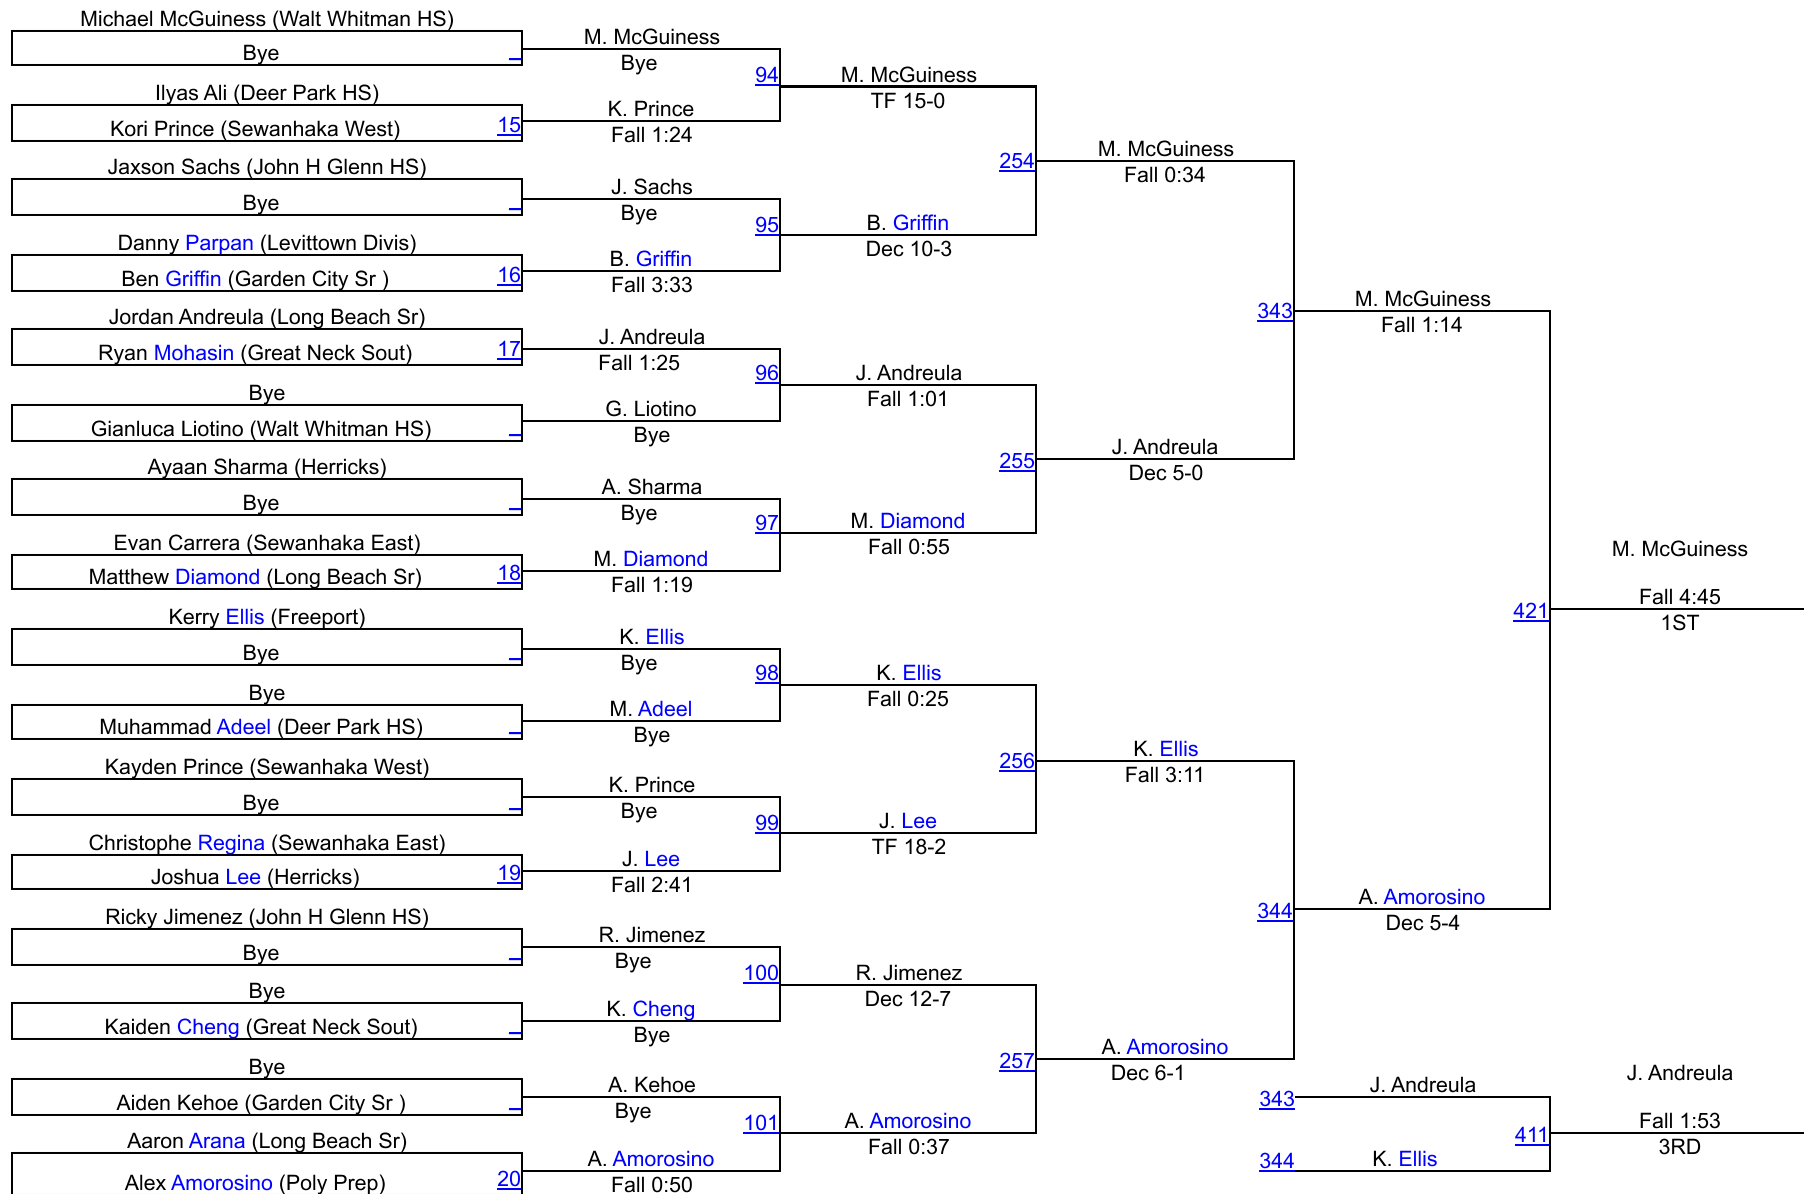 Michael McGuiness (Walt Whitman HS)
Bye
Ilyas Ali (Deer Park HS)
Kori Prince (Sewanhaka West) 15
Jaxson Sachs (John H Glenn HS)
Bye
Danny Parpan (Levittown Divis)
Ben Griffin (Garden City Sr ) 16
Jordan Andreula (Long Beach Sr)
Ryan Mohasin (Great Neck Sout) 17
Bye
Gianluca Liotino (Walt Whitman HS)
Ayaan Sharma (Herricks)
Bye
Evan Carrera (Sewanhaka East)
Matthew Diamond (Long Beach Sr) 18
Kerry Ellis (Freeport)
Bye
Bye
Muhammad Adeel (Deer Park HS)
Kayden Prince (Sewanhaka West)
Bye
Christophe Regina (Sewanhaka East)
Joshua Lee (Herricks) 19
Ricky Jimenez (John H Glenn HS)
Bye
Bye
Kaiden Cheng (Great Neck Sout)
Bye
Aiden Kehoe (Garden City Sr )
Aaron Arana (Long Beach Sr)
Alex Amorosino (Poly Prep) 20
M. McGuiness
Bye
94
K. Prince
Fall 1:24
J. Sachs
Bye
95
B. Griffin
Fall 3:33
J. Andreula
Fall 1:25
96
G. Liotino
Bye
A. Sharma
Bye
97
M. Diamond
Fall 1:19
K. Ellis
Bye
98
M. Adeel
Bye
K. Prince
Bye
99
J. Lee
Fall 2:41
R. Jimenez
Bye
100
K. Cheng
Bye
A. Kehoe
Bye
101
A. Amorosino
Fall 0:50
M. McGuiness
TF 15-0
254
B. Griffin
Dec 10-3
J. Andreula
Fall 1:01
255
M. Diamond
Fall 0:55
K. Ellis
Fall 0:25
256
J. Lee
TF 18-2
R. Jimenez
Dec 12-7
257
A. Amorosino
Fall 0:37
M. McGuiness
Fall 0:34
343
J. Andreula
Dec 5-0
K. Ellis
Fall 3:11
344
A. Amorosino
Dec 6-1
M. McGuiness
Fall 1:14
421
A. Amorosino
Dec 5-4
M. McGuiness
Fall 4:45
1ST
343 J. Andreula
411
344 K. Ellis
J. Andreula
Fall 1:53
3RD